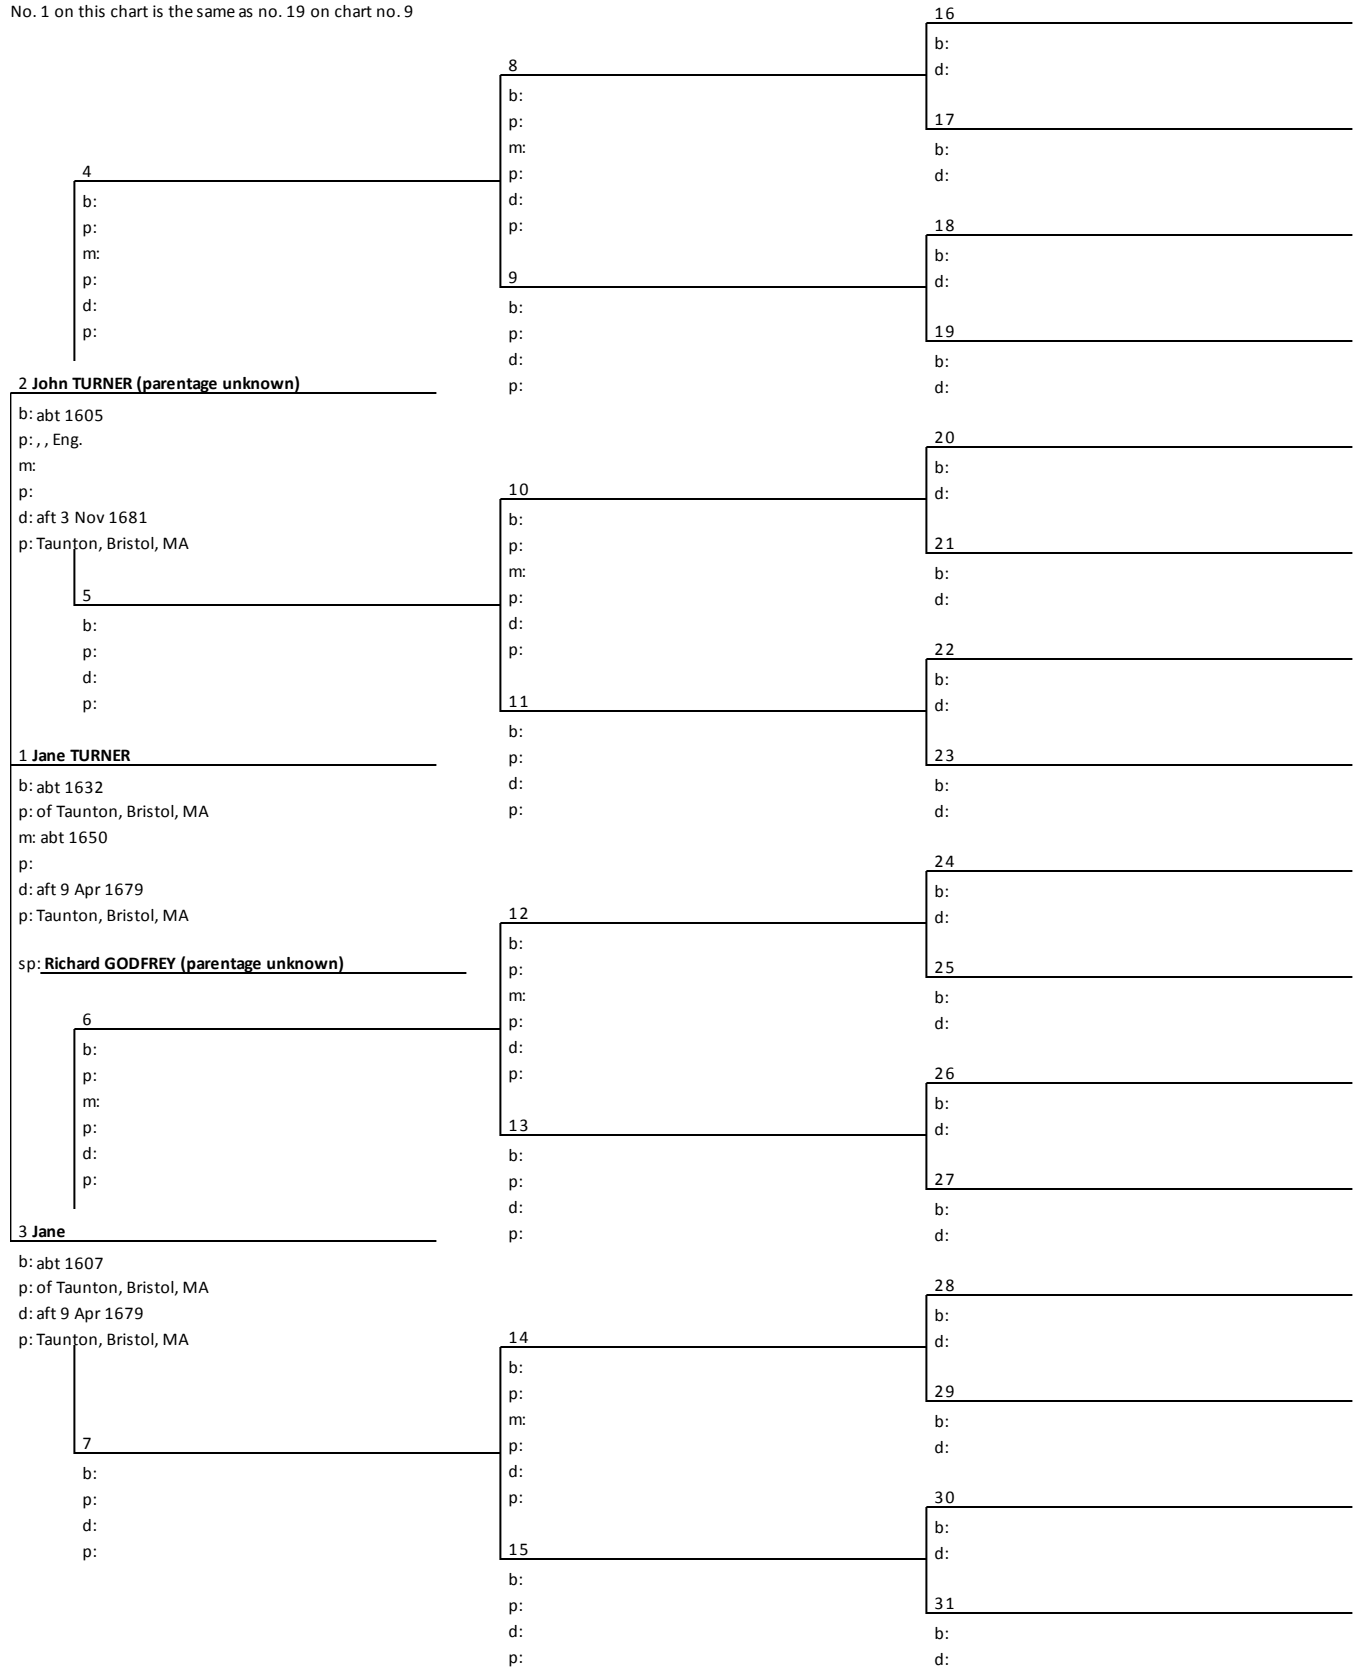 No. 1 on this chart is the same as no. 19 on chart no. 9
2 John TURNER (parentage unknown)
b: abt 1605
p: , , Eng.
m:
p:
d: aft 3 Nov 1681
p: Taunton, Bristol, MA
1 Jane TURNER
b: abt 1632
p: of Taunton, Bristol, MA
m: abt 1650
p:
d: aft 9 Apr 1679
p: Taunton, Bristol, MA
sp: Richard GODFREY (parentage unknown)
3 Jane
b: abt 1607
p: of Taunton, Bristol, MA
d: aft 9 Apr 1679
p: Taunton, Bristol, MA
4
b:
p:
m:
p:
d:
p:
5
b:
p:
d:
p:
6
b:
p:
m:
p:
d:
p:
7
b:
p:
d:
p:
8
b:
p:
m:
p:
d:
p:
9
b:
p:
d:
p:
10
b:
p:
m:
p:
d:
p:
11
b:
p:
d:
p:
12
b:
p:
m:
p:
d:
p:
13
b:
p:
d:
p:
14
b:
p:
m:
p:
d:
p:
15
b:
p:
d:
p:
16
b:
d:
17
b:
d:
18
b:
d:
19
b:
d:
20
b:
d:
21
b:
d:
22
b:
d:
23
b:
d:
24
b:
d:
25
b:
d:
26
b:
d:
27
b:
d:
28
b:
d:
29
b:
d:
30
b:
d:
31
b:
d: